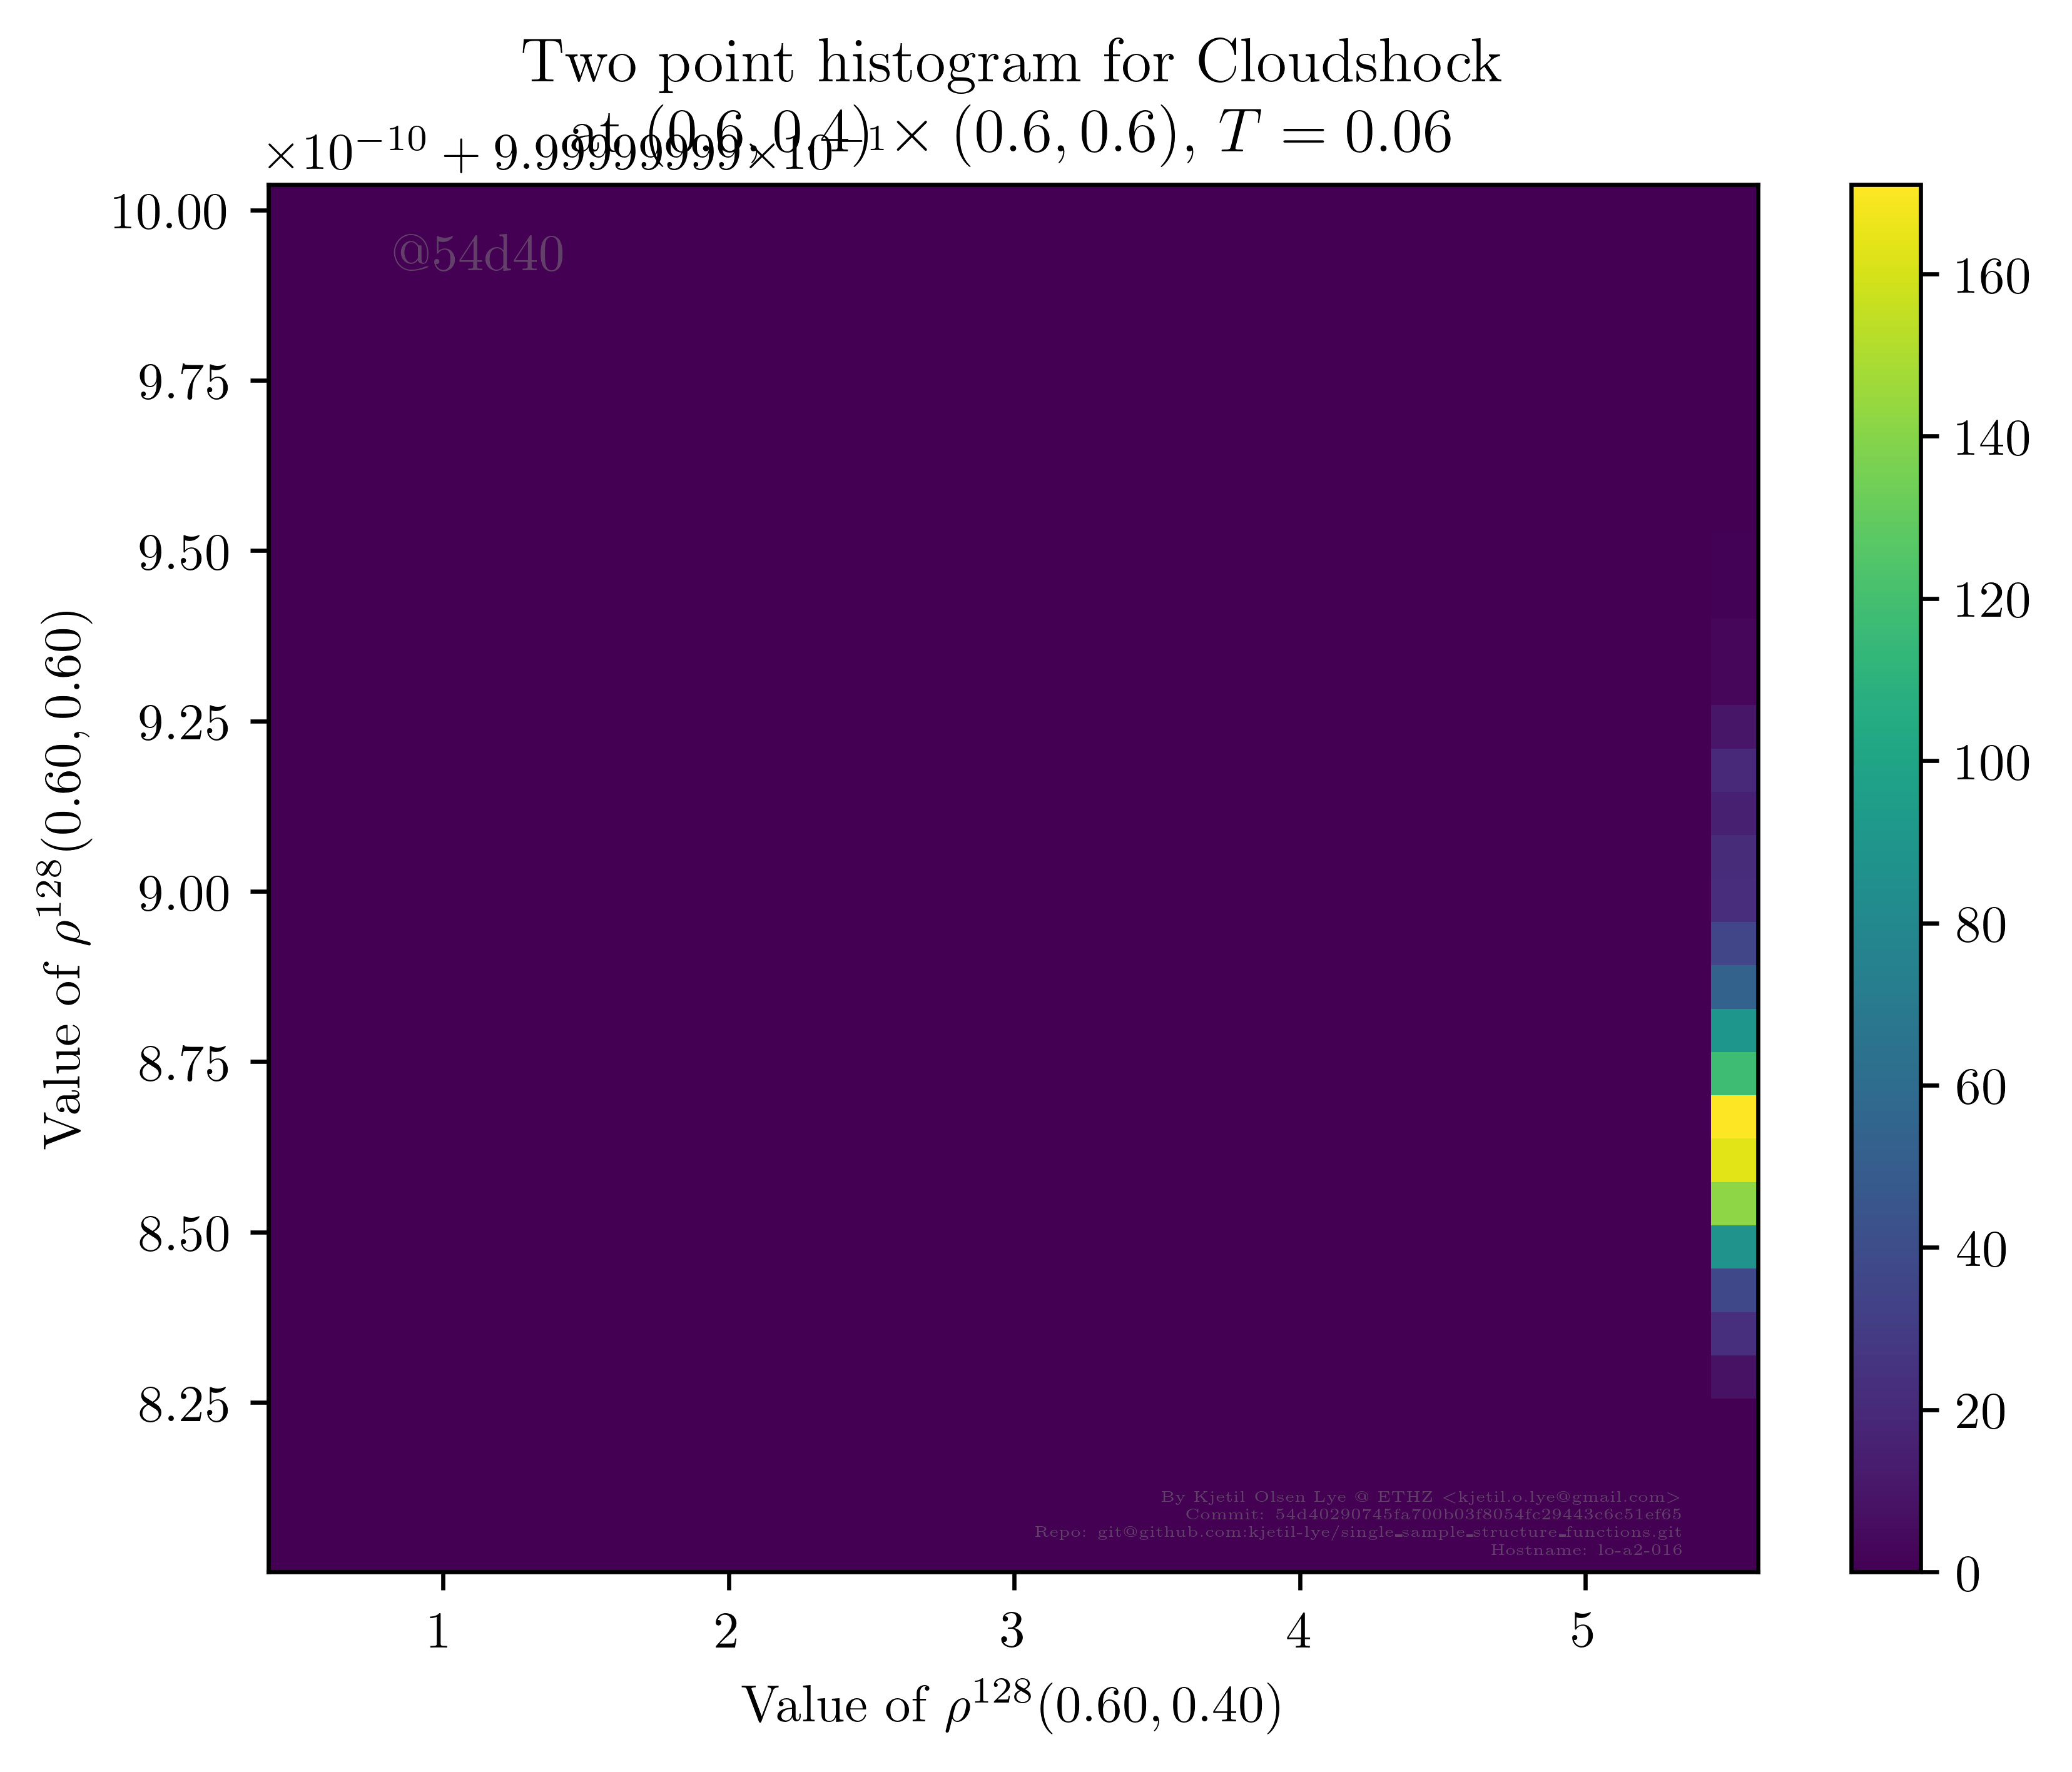 Two point histogram for Cloudshock
at (0.6, 0.4) × (0.6, 0.6), T = 0.06
×10⁻¹⁰ + 9.999999999×10⁻¹
@54d40
10.00
9.75
9.50
9.25
9.00
8.75
8.50
8.25
Value of ρ¹²⁸(0.60, 0.60)
1 2 3 4 5
Value of ρ¹²⁸(0.60, 0.40)
160
140
120
100
80
60
40
20
0
By Kjetil Olsen Lye @ ETHZ <kjetil.o.lye@gmail.com>
Commit: 54d40290745fa700b03f8054fc29443c6c51ef65
Repo: git@github.com:kjetil-lye/single_sample_structure_functions.git
Hostname: lo-a2-016